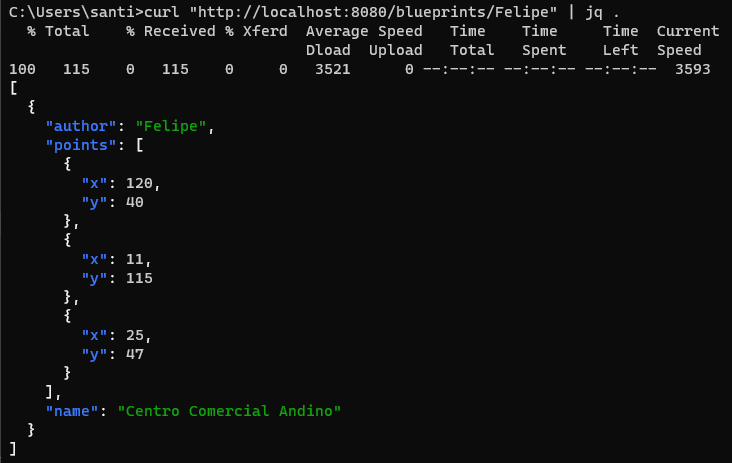 C:\Users\santi>curl "http://localhost:8080/blueprints/Felipe" | jq .
  % Total    % Received % Xferd  Average Speed   Time    Time     Time  Current
                                 Dload  Upload   Total   Spent    Left  Speed
100   115    0   115    0     0   3521      0 --:--:-- --:--:-- --:--:--  3593
[
  {
    "author": "Felipe",
    "points": [
      {
        "x": 120,
        "y": 40
      },
      {
        "x": 11,
        "y": 115
      },
      {
        "x": 25,
        "y": 47
      }
    ],
    "name": "Centro Comercial Andino"
  }
]